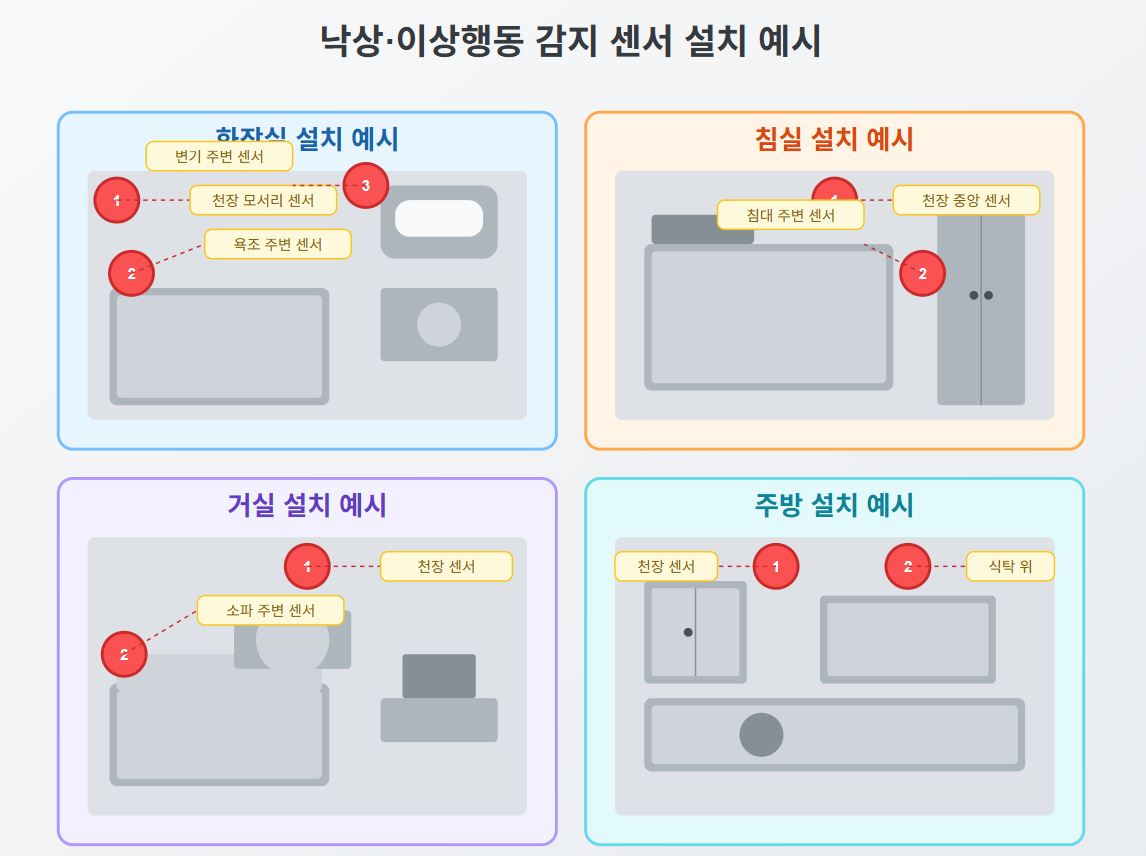 낙상·이상행동 감지 센서 설치 예시
화장실 설치 예시
변기 주변 센서
1
천장 모서리 센서
3
욕조 주변 센서
2
침실 설치 예시
1
천장 중앙 센서
침대 주변 센서
2
거실 설치 예시
1
천장 센서
소파 주변 센서
2
주방 설치 예시
천장 센서
1
2
식탁 위